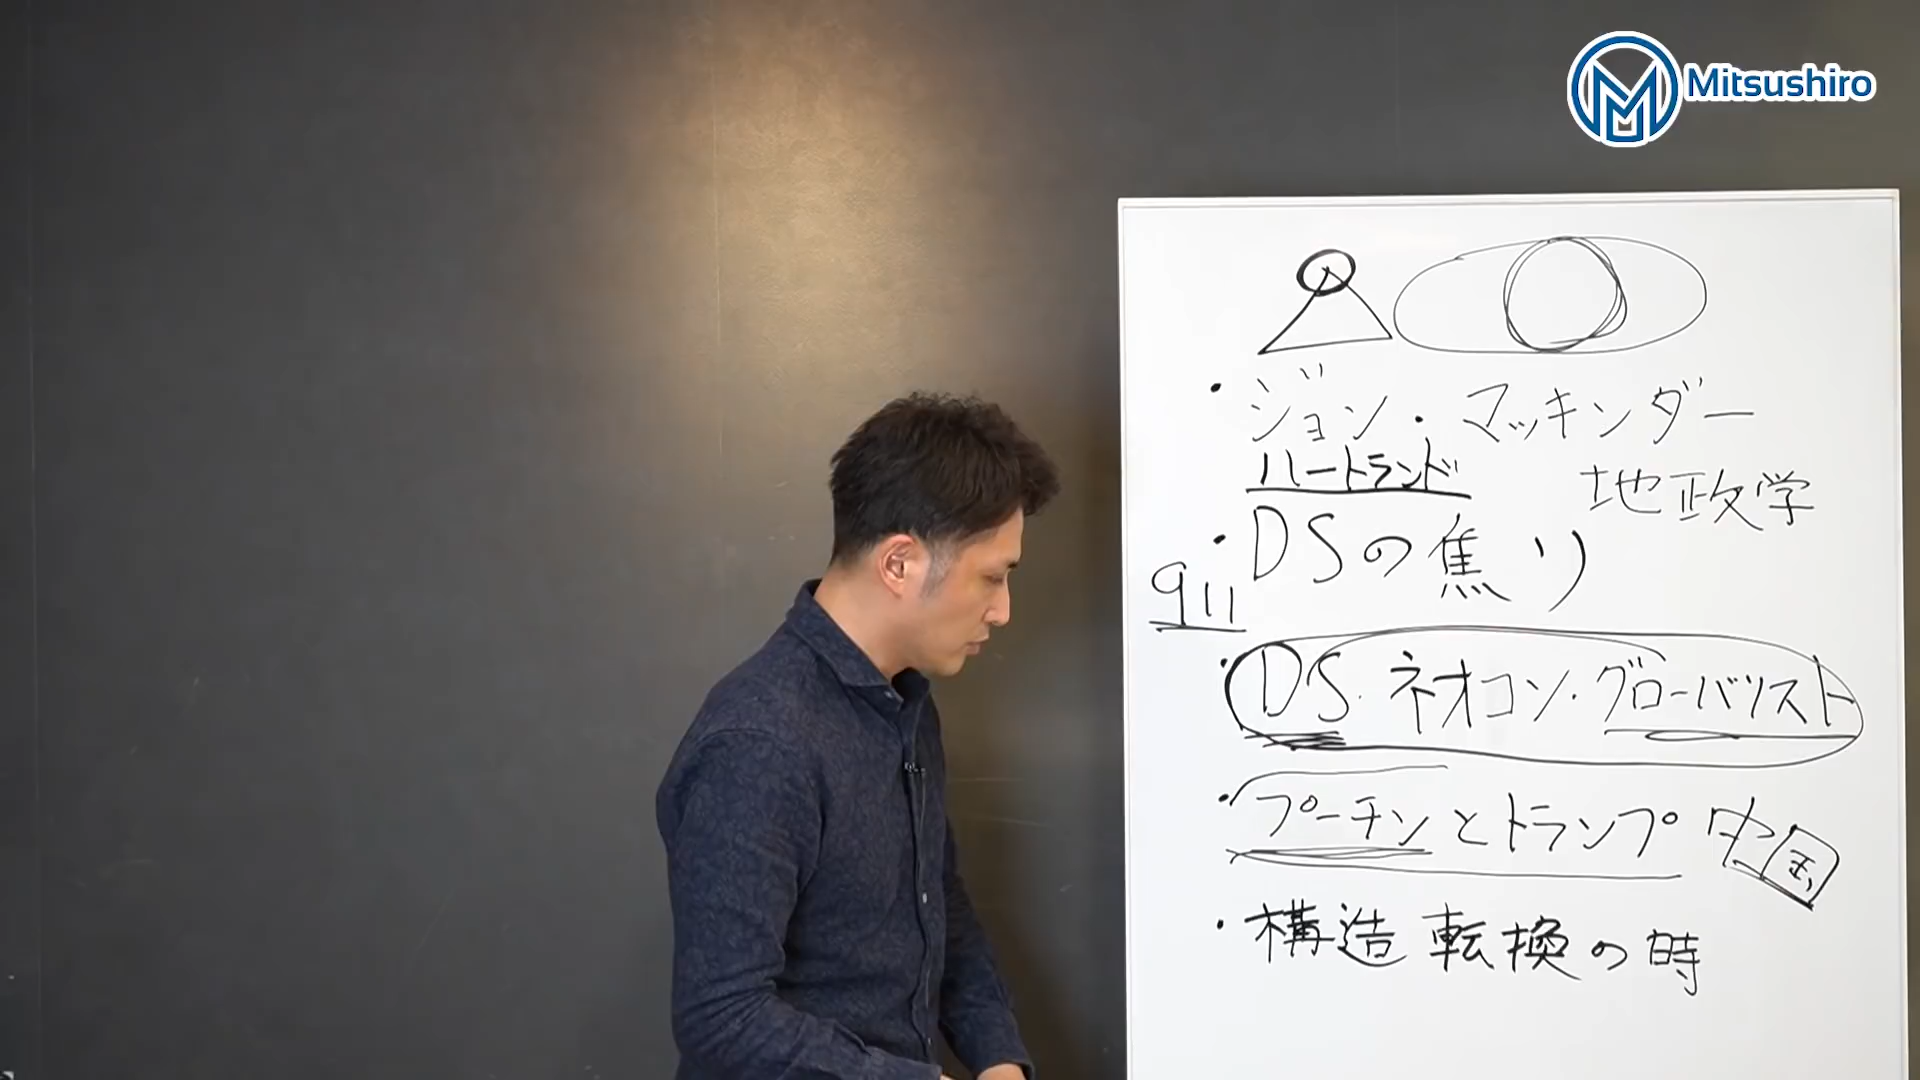 Mitsushiro
・ジョン・マッキンダー
ハートランド
地政学
・DSの焦り
911
・DS・ネオコン・グローバリスト
・プーチンとトランプ 中国
・構造転換の時